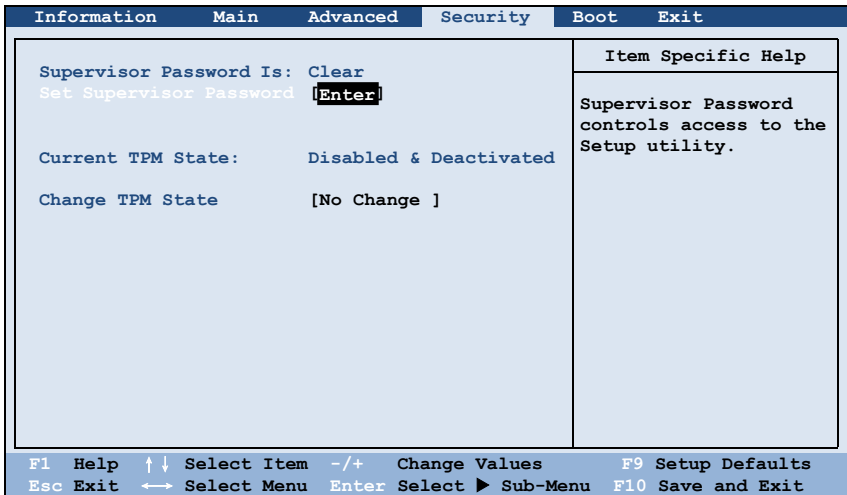 Information Main Advanced Security Boot Exit
Item Specific Help
Supervisor Password Is: Clear
Set Supervisor Password [Enter]
Supervisor Password
controls access to the
Setup utility.
Current TPM State: Disabled & Deactivated
Change TPM State [No Change ]
F1 Help ↑↓ Select Item -/+ Change Values F9 Setup Defaults
Esc Exit ←→ Select Menu Enter Select ▶ Sub-Menu F10 Save and Exit